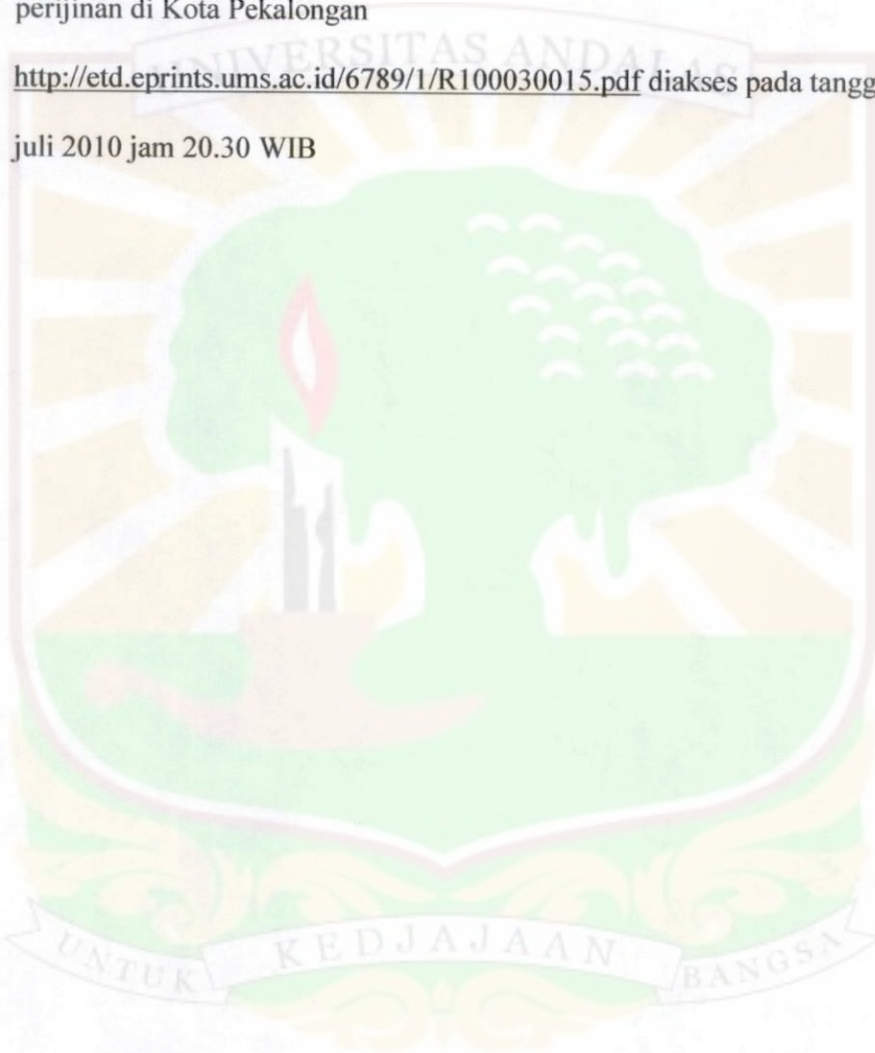 perijinan di Kota Pekalongan
UNIVERSITAS ANDALAS
http://etd.eprints.ums.ac.id/6789/1/R100030015.pdf diakses pada tangg
juli 2010 jam 20.30 WIB
UNTUK KEDJAJAAN BANGSA